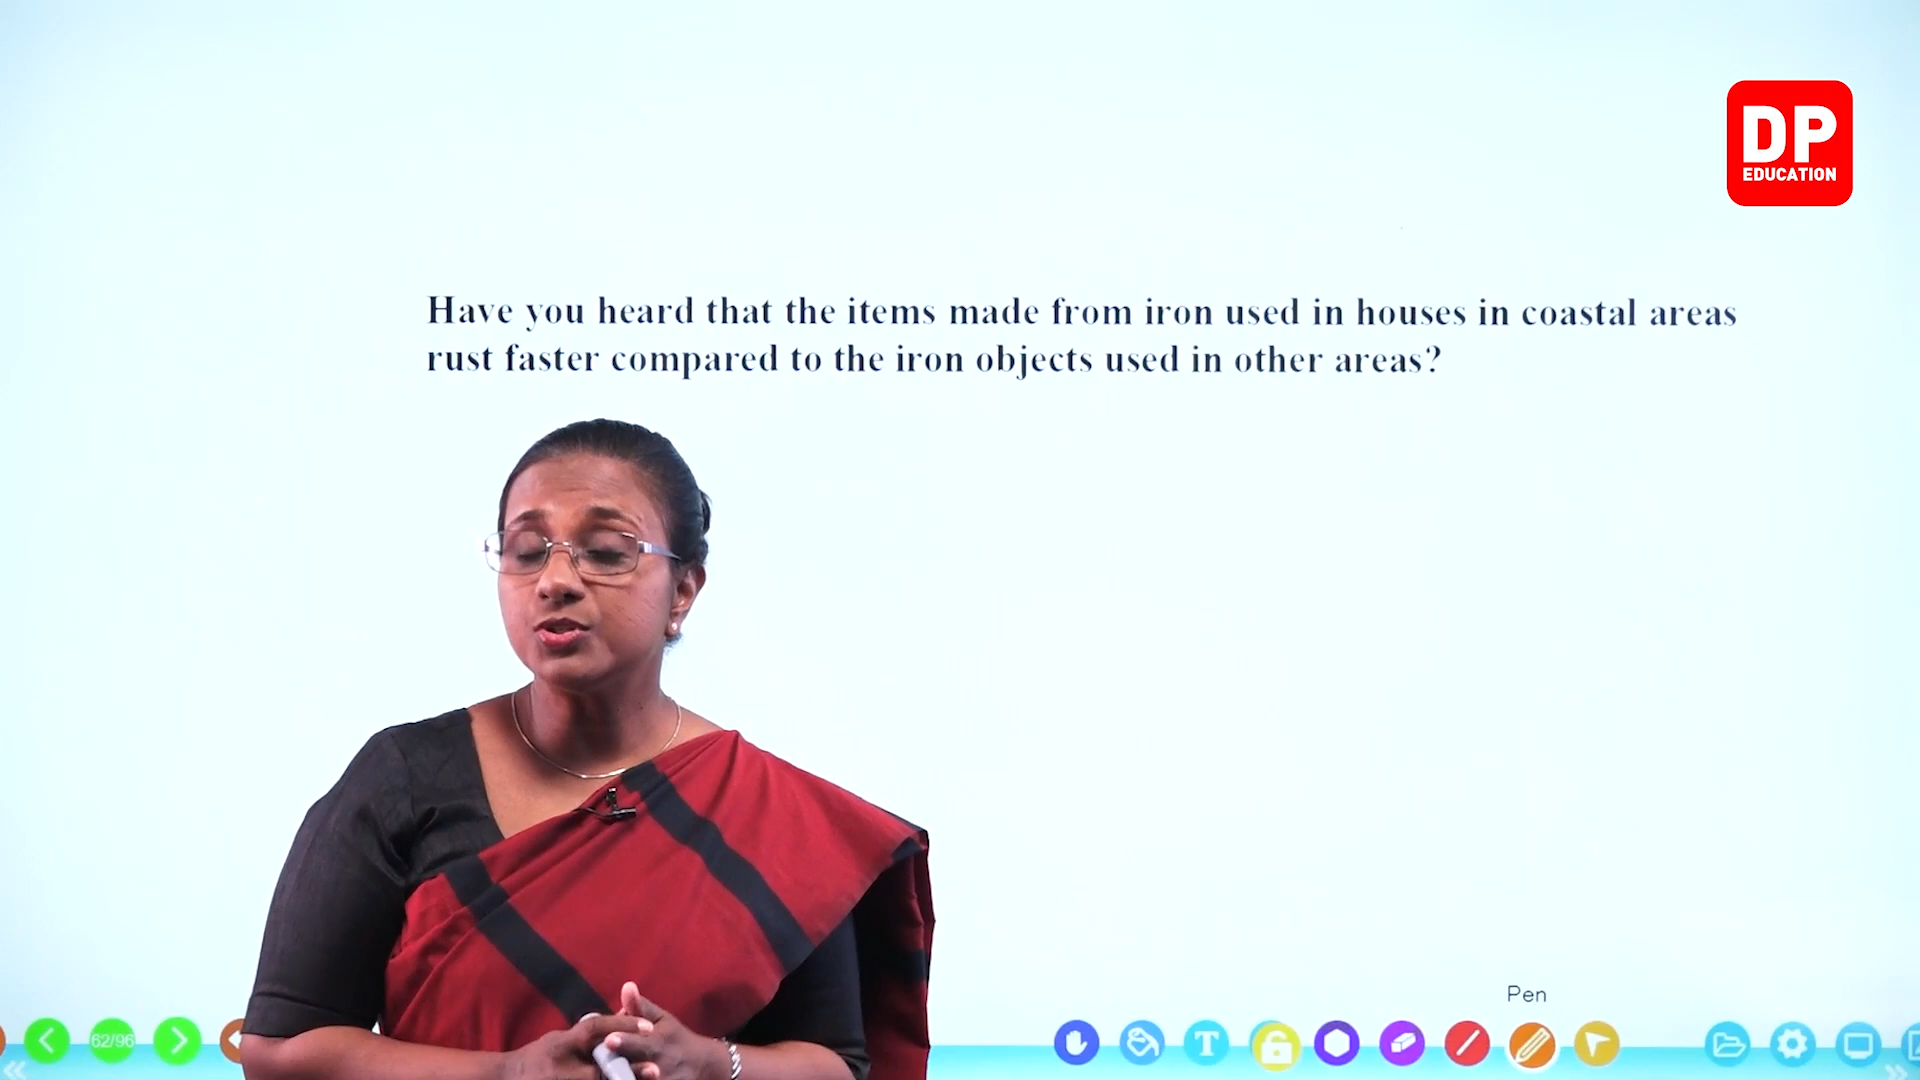 DP
EDUCATION
Have you heard that the items made from iron used in houses in coastal areas
rust faster compared to the iron objects used in other areas?
Pen
62/96
T